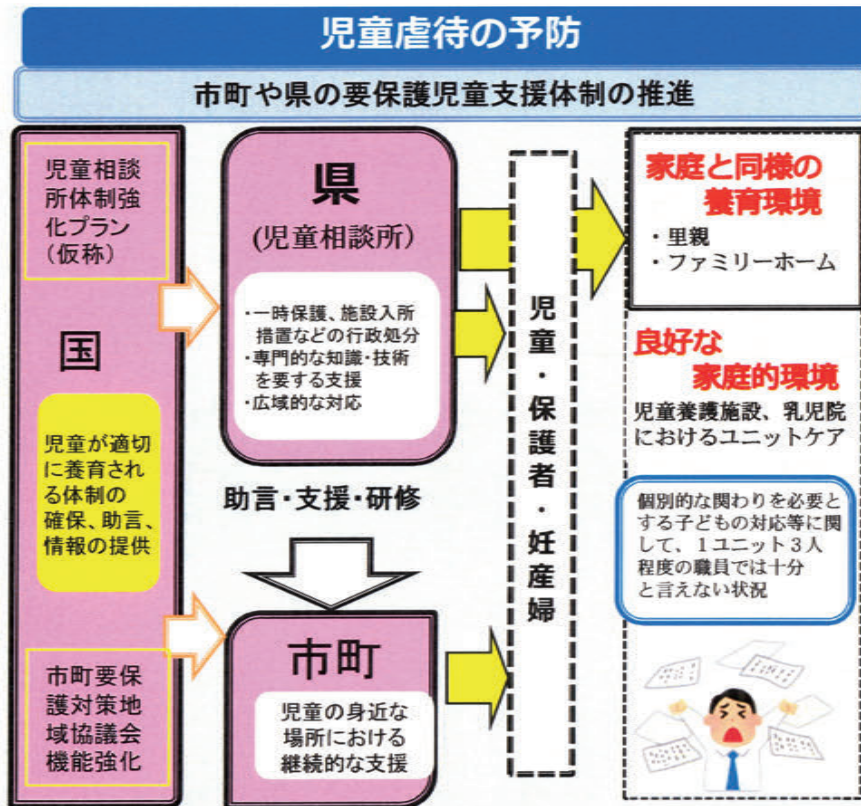 児童虐待の予防
市町や県の要保護児童支援体制の推進
児童相談
所体制強
化プラン
（仮称）
国
児童が適切
に養育され
る体制の
確保、助言、
情報の提供
市町要保
護対策地
域協議会
機能強化
県
(児童相談所）
・一時保護、施設入所
措置などの行政処分
・専門的な知識・技術
を要する支援
・広域的な対応
助言・支援・研修
市町
児童の身近な
場所における
継続的な支援
児童・保護者・妊産婦
家庭と同様の
養育環境
・里親
・ファミリーホーム
良好な
家庭的環境
児童養護施設、乳児院
におけるユニットケア
個別的な関わりを必要と
する子どもの対応等に関
して、１ユニット３人
程度の職員では十分
と言えない状況